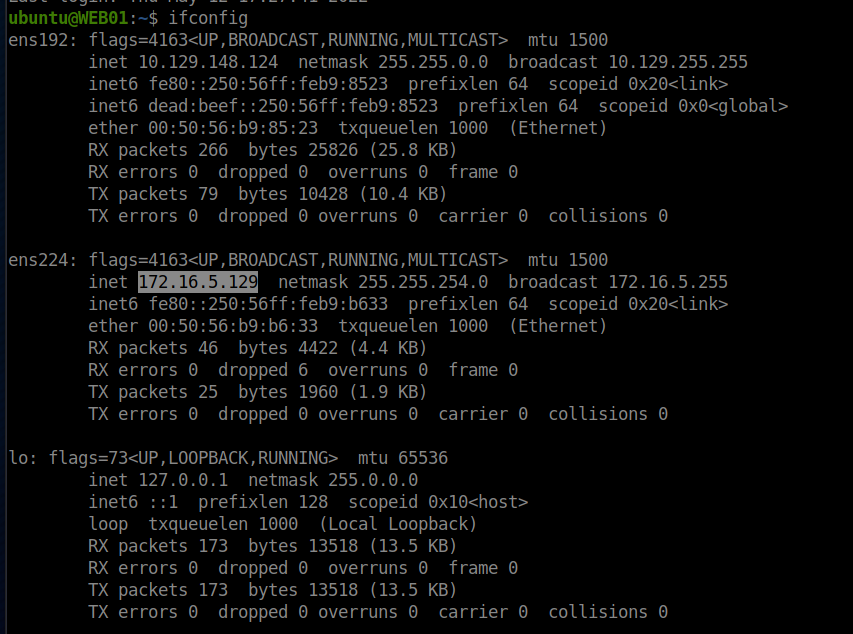 Last login: Thu May 12 17:27:41 2022
ubuntu@WEB01:~$ ifconfig
ens192: flags=4163<UP,BROADCAST,RUNNING,MULTICAST>  mtu 1500
        inet 10.129.148.124  netmask 255.255.0.0  broadcast 10.129.255.255
        inet6 fe80::250:56ff:feb9:8523  prefixlen 64  scopeid 0x20<link>
        inet6 dead:beef::250:56ff:feb9:8523  prefixlen 64  scopeid 0x0<global>
        ether 00:50:56:b9:85:23  txqueuelen 1000  (Ethernet)
        RX packets 266  bytes 25826 (25.8 KB)
        RX errors 0  dropped 0  overruns 0  frame 0
        TX packets 79  bytes 10428 (10.4 KB)
        TX errors 0  dropped 0 overruns 0  carrier 0  collisions 0

ens224: flags=4163<UP,BROADCAST,RUNNING,MULTICAST>  mtu 1500
        inet 172.16.5.129  netmask 255.255.254.0  broadcast 172.16.5.255
        inet6 fe80::250:56ff:feb9:b633  prefixlen 64  scopeid 0x20<link>
        ether 00:50:56:b9:b6:33  txqueuelen 1000  (Ethernet)
        RX packets 46  bytes 4422 (4.4 KB)
        RX errors 0  dropped 6  overruns 0  frame 0
        TX packets 25  bytes 1960 (1.9 KB)
        TX errors 0  dropped 0 overruns 0  carrier 0  collisions 0

lo: flags=73<UP,LOOPBACK,RUNNING>  mtu 65536
        inet 127.0.0.1  netmask 255.0.0.0
        inet6 ::1  prefixlen 128  scopeid 0x10<host>
        loop  txqueuelen 1000  (Local Loopback)
        RX packets 173  bytes 13518 (13.5 KB)
        RX errors 0  dropped 0  overruns 0  frame 0
        TX packets 173  bytes 13518 (13.5 KB)
        TX errors 0  dropped 0 overruns 0  carrier 0  collisions 0